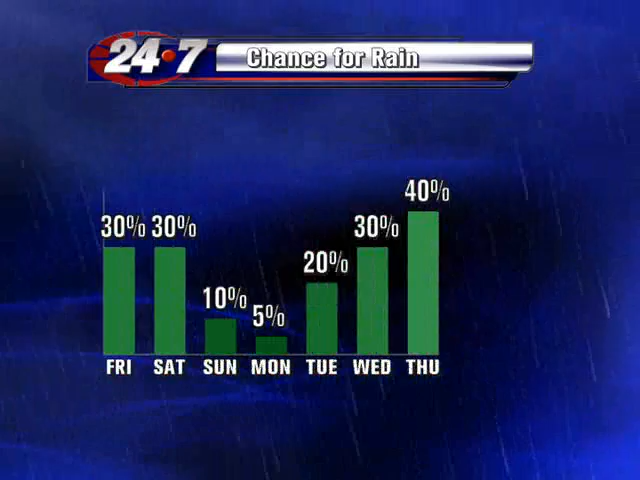 24•7 Chance for Rain
40%
30% 30% 30%
20%
10%
5%
FRI SAT SUN MON TUE WED THU